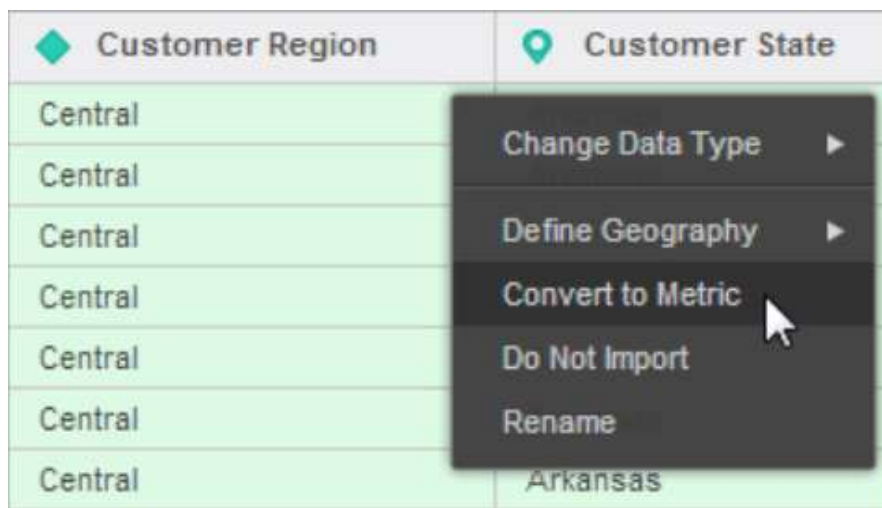 Customer Region
Customer State
Central
Change Data Type
Central
Central
Define Geography
Central
Convert to Metric
Central
Do Not Import
Central
Rename
Central
Arkansas